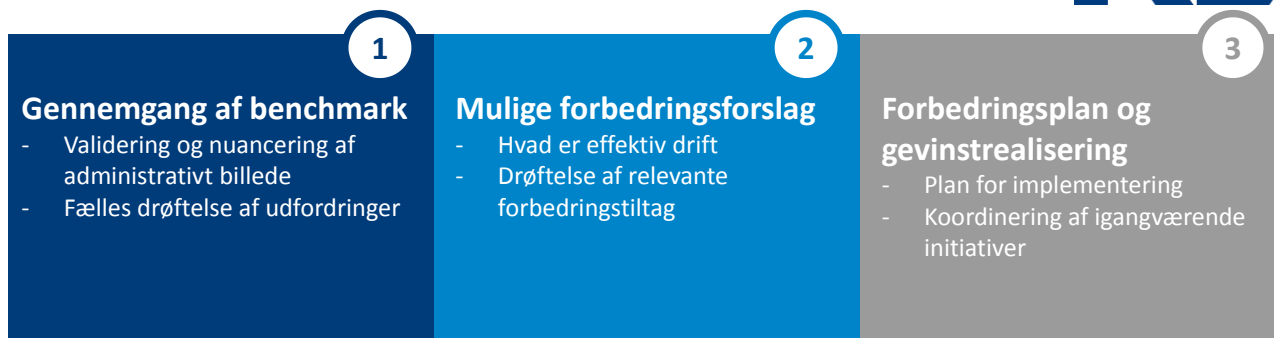 1
Gennemgang af benchmark
- Validering og nuancering af
administrativt billede
- Fælles drøftelse af udfordringer
2
Mulige forbedringsforslag
- Hvad er effektiv drift
- Drøftelse af relevante
forbedringstiltag
3
Forbedringsplan og
gevinstrealisering
- Plan for implementering
- Koordinering af igangværende
initiativer